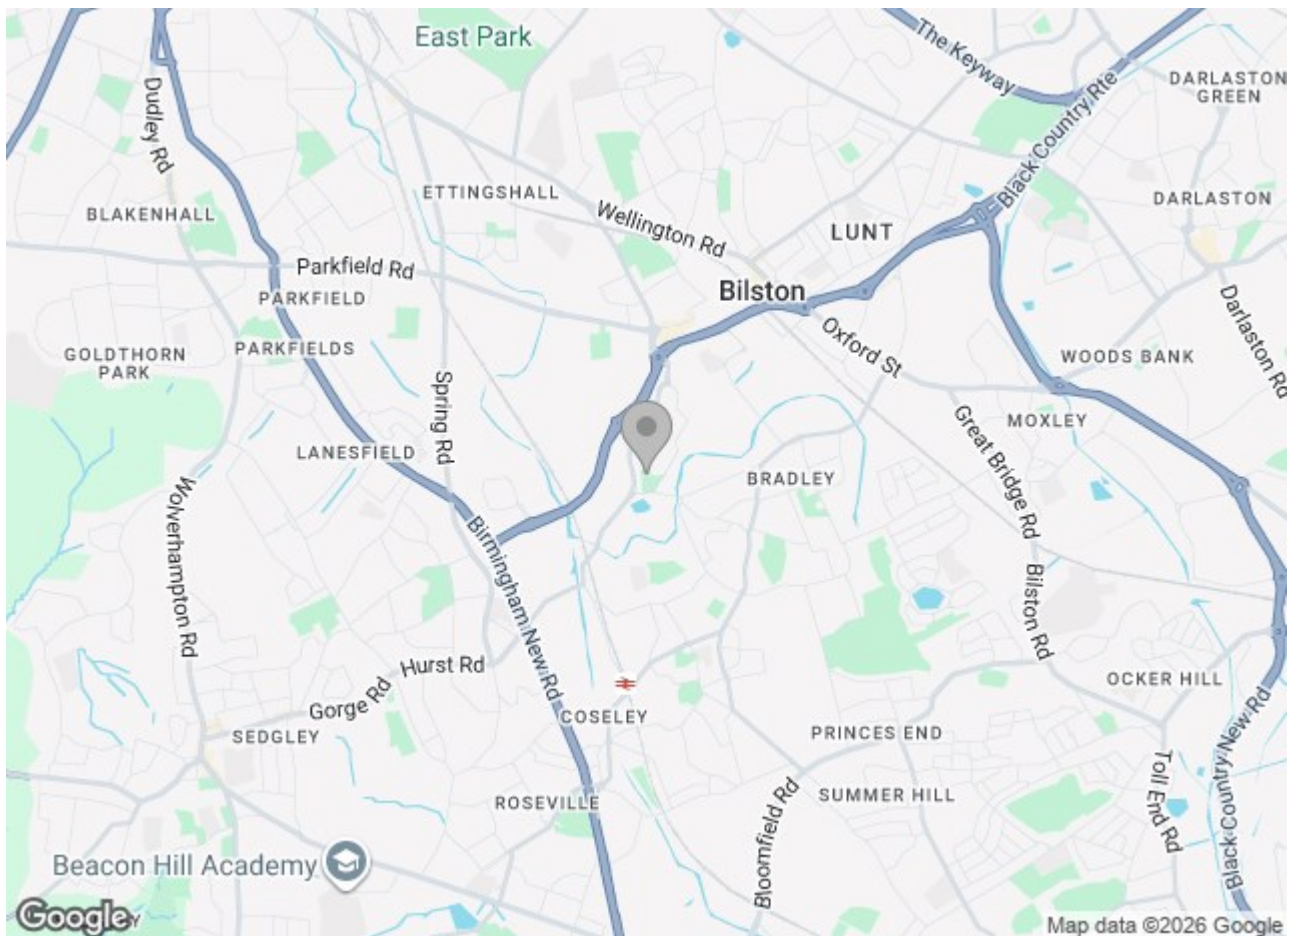 East Park
The Keyway
DARLASTON
GREEN
Black Country Rte
Dudley Rd
ETTINGSHALL
DARLASTON
BLAKENHALL
Wellington Rd
LUNT
Parkfield Rd
Bilston
PARKFIELD
Darlaston Rd
Oxford St
PARKFIELDS
GOLDTHORN
PARK
WOODS BANK
Spring Rd
MOXLEY
LANESFIELD
Great Bridge Rd
BRADLEY
Wolverhampton Rd
Birmingham New Rd
Bilston Rd
Hurst Rd
OCKER HILL
Gorge Rd
COSELEY
SEDGLEY
PRINCES END
Black Country New Rd
Toll End Rd
ROSEVILLE
SUMMER HILL
Bloomfield Rd
Beacon Hill Academy
Google
Map data ©2026 Google